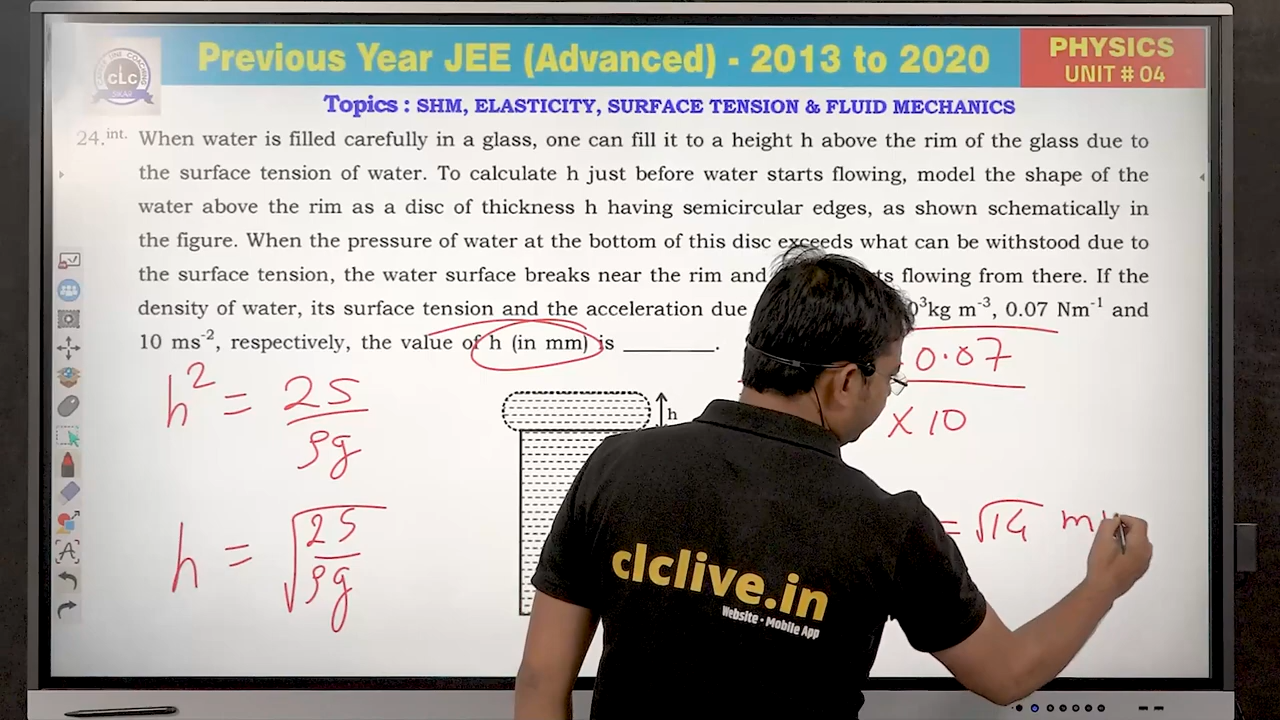 Previous Year JEE (Advanced) - 2013 to 2020
PHYSICS
UNIT # 04
CLC
SIKAR
Topics : SHM, ELASTICITY, SURFACE TENSION & FLUID MECHANICS
24.int. When water is filled carefully in a glass, one can fill it to a height h above the rim of the glass due to
the surface tension of water. To calculate h just before water starts flowing, model the shape of the
water above the rim as a disc of thickness h having semicircular edges, as shown schematically in
the figure. When the pressure of water at the bottom of this disc exceeds what can be withstood due to
the surface tension, the water surface breaks near the rim and ts flowing from there. If the
density of water, its surface tension and the acceleration due 0³kg m⁻³, 0.07 Nm⁻¹ and
10 ms⁻², respectively, the value of h (in mm) is ________.
h² = 2S/ρg
0.07
× 10
h
h = √2S/ρg
= √14 m
clclive.in
Website • Mobile App